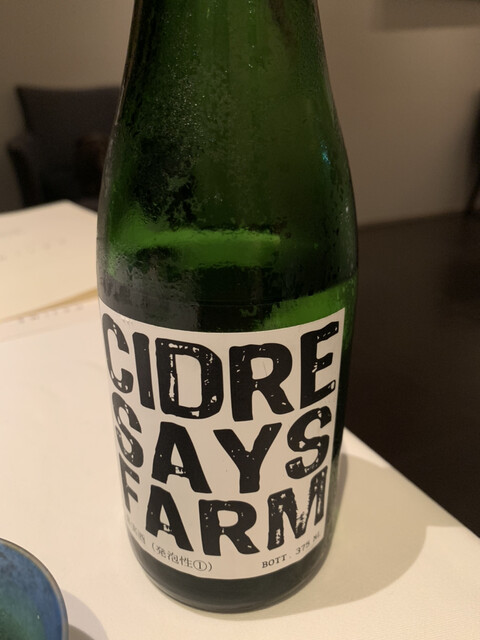 CIDRE
SAYS
FARM
(発泡性①)
BOTT. 375 ML